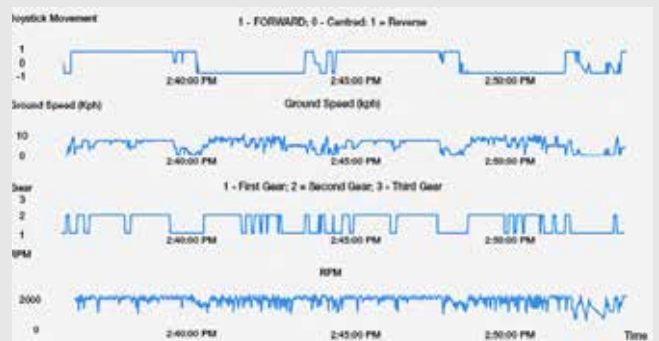 Joystick Movement
1 - FORWARD; 0 - Centred: 1 = Reverse
1
0
-1
2:40:00 PM 2:45:00 PM 2:50:00 PM
Ground Speed (Kph) Ground Speed (kph)
10
0
2:40:00 PM 2:45:00 PM 2:50:00 PM
Gear
1 - First Gear; 2 = Second Gear; 3 - Third Gear
3
2
1
2:40:00 PM 2:45:00 PM 2:50:00 PM
RPM
RPM
2000
0
2:40:00 PM 2:45:00 PM 2:50:00 PM Time